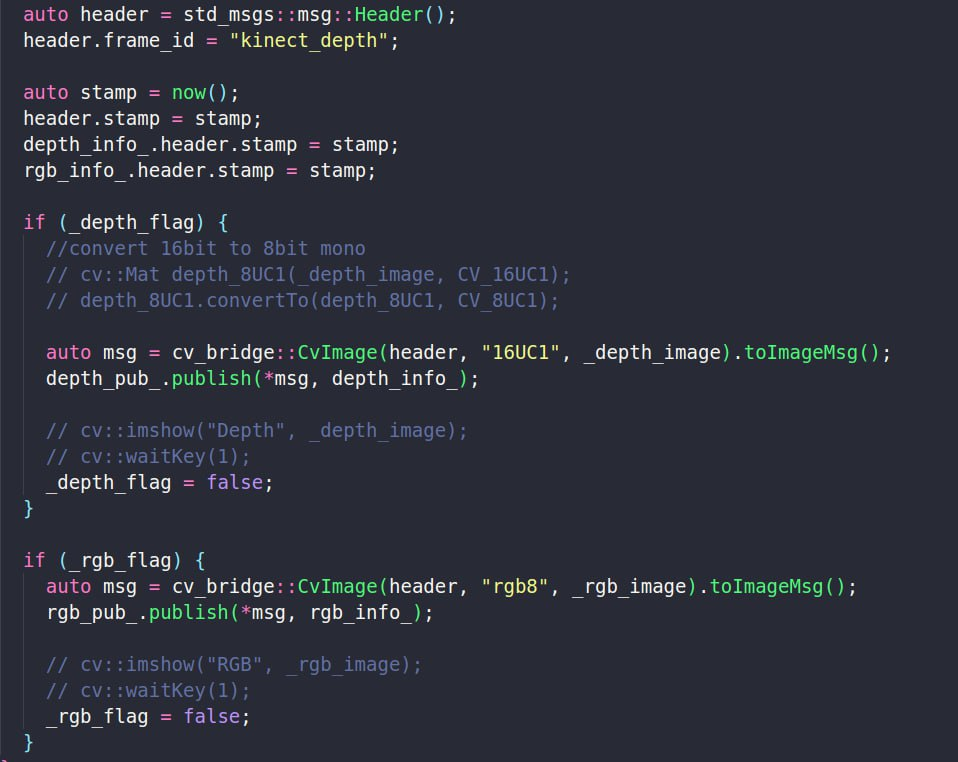 auto header = std_msgs::msg::Header();
header.frame_id = "kinect_depth";

auto stamp = now();
header.stamp = stamp;
depth_info_.header.stamp = stamp;
rgb_info_.header.stamp = stamp;

if (_depth_flag) {
  //convert 16bit to 8bit mono
  // cv::Mat depth_8UC1(_depth_image, CV_16UC1);
  // depth_8UC1.convertTo(depth_8UC1, CV_8UC1);

  auto msg = cv_bridge::CvImage(header, "16UC1", _depth_image).toImageMsg();
  depth_pub_.publish(*msg, depth_info_);

  // cv::imshow("Depth", _depth_image);
  // cv::waitKey(1);
  _depth_flag = false;
}

if (_rgb_flag) {
  auto msg = cv_bridge::CvImage(header, "rgb8", _rgb_image).toImageMsg();
  rgb_pub_.publish(*msg, rgb_info_);

  // cv::imshow("RGB", _rgb_image);
  // cv::waitKey(1);
  _rgb_flag = false;
}